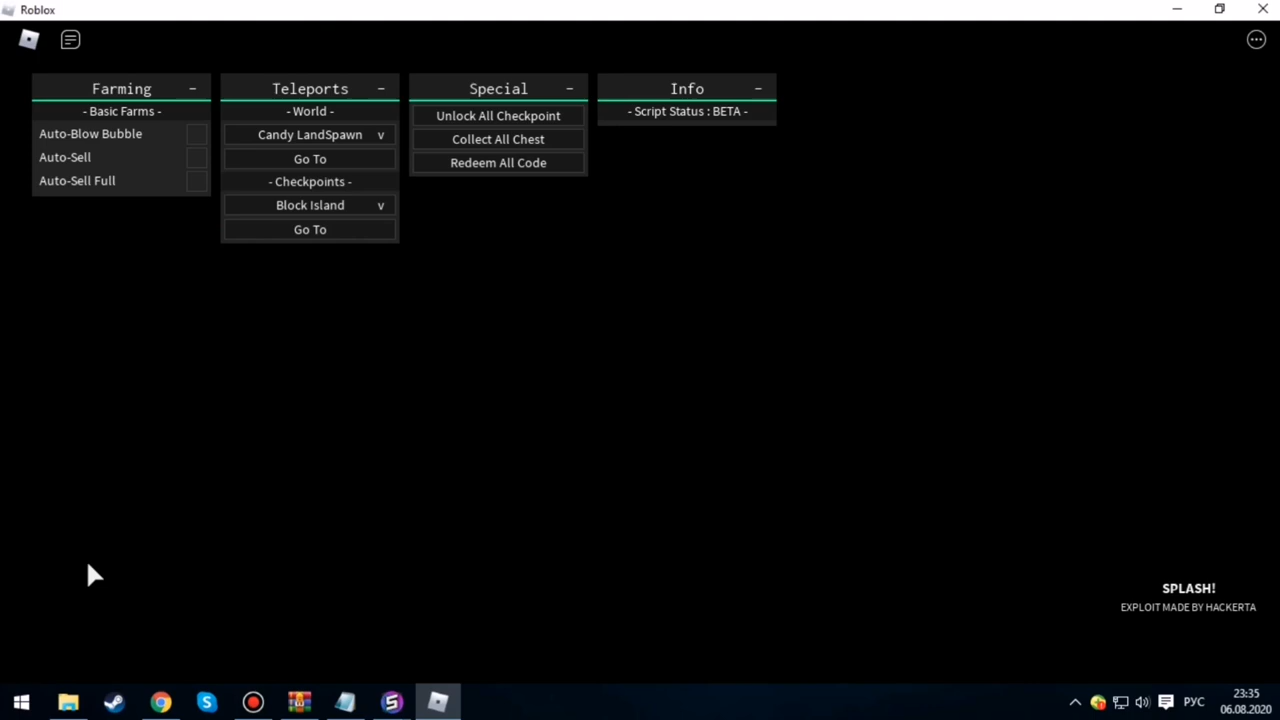 Roblox
Farming -
- Basic Farms -
Auto-Blow Bubble
Auto-Sell
Auto-Sell Full
Teleports -
- World -
Candy LandSpawn v
Go To
- Checkpoints -
Block Island v
Go To
Special -
Unlock All Checkpoint
Collect All Chest
Redeem All Code
Info -
- Script Status : BETA -
SPLASH!
EXPLOIT MADE BY HACKERTA
РУС
23:35
06.08.2020